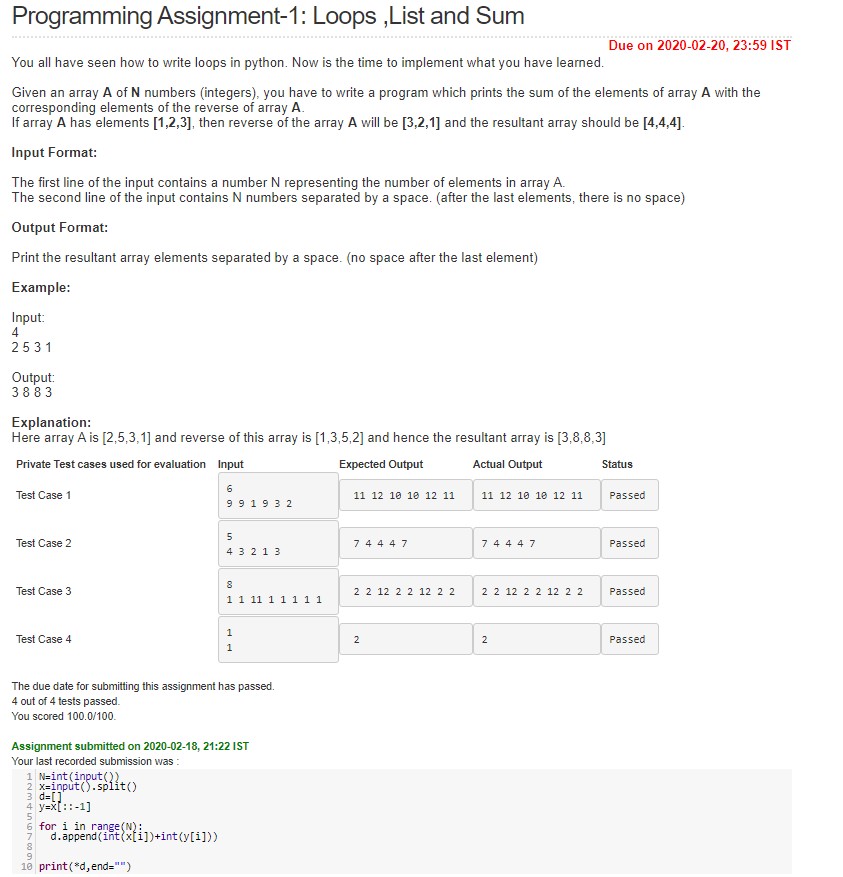 Programming Assignment-1: Loops ,List and Sum
Due on 2020-02-20, 23:59 IST
You all have seen how to write loops in python. Now is the time to implement what you have learned.
Given an array A of N numbers (integers), you have to write a program which prints the sum of the elements of array A with the
corresponding elements of the reverse of array A.
If array A has elements [1,2,3], then reverse of the array A will be [3,2,1] and the resultant array should be [4,4,4].
Input Format:
The first line of the input contains a number N representing the number of elements in array A.
The second line of the input contains N numbers separated by a space. (after the last elements, there is no space)
Output Format:
Print the resultant array elements separated by a space. (no space after the last element)
Example:
Input:
4
2 5 3 1
Output:
3 8 8 3
Explanation:
Here array A is [2,5,3,1] and reverse of this array is [1,3,5,2] and hence the resultant array is [3,8,8,3]
Private Test cases used for evaluation Input Expected Output Actual Output Status
Test Case 1
6
9 9 1 9 3 2
11 12 10 10 12 11
11 12 10 10 12 11
Passed
Test Case 2
5
4 3 2 1 3
7 4 4 4 7
7 4 4 4 7
Passed
Test Case 3
8
1 1 11 1 1 1 1 1
2 2 12 2 2 12 2 2
2 2 12 2 2 12 2 2
Passed
Test Case 4
1
1
2
2
Passed
The due date for submitting this assignment has passed.
4 out of 4 tests passed.
You scored 100.0/100.
Assignment submitted on 2020-02-18, 21:22 IST
Your last recorded submission was :
1 N=int(input())
2 x=input().split()
3 d=[]
4 y=x[::-1]
5
6 for i in range(N):
7 d.append(int(x[i])+int(y[i]))
8
9
10 print(*d,end="")